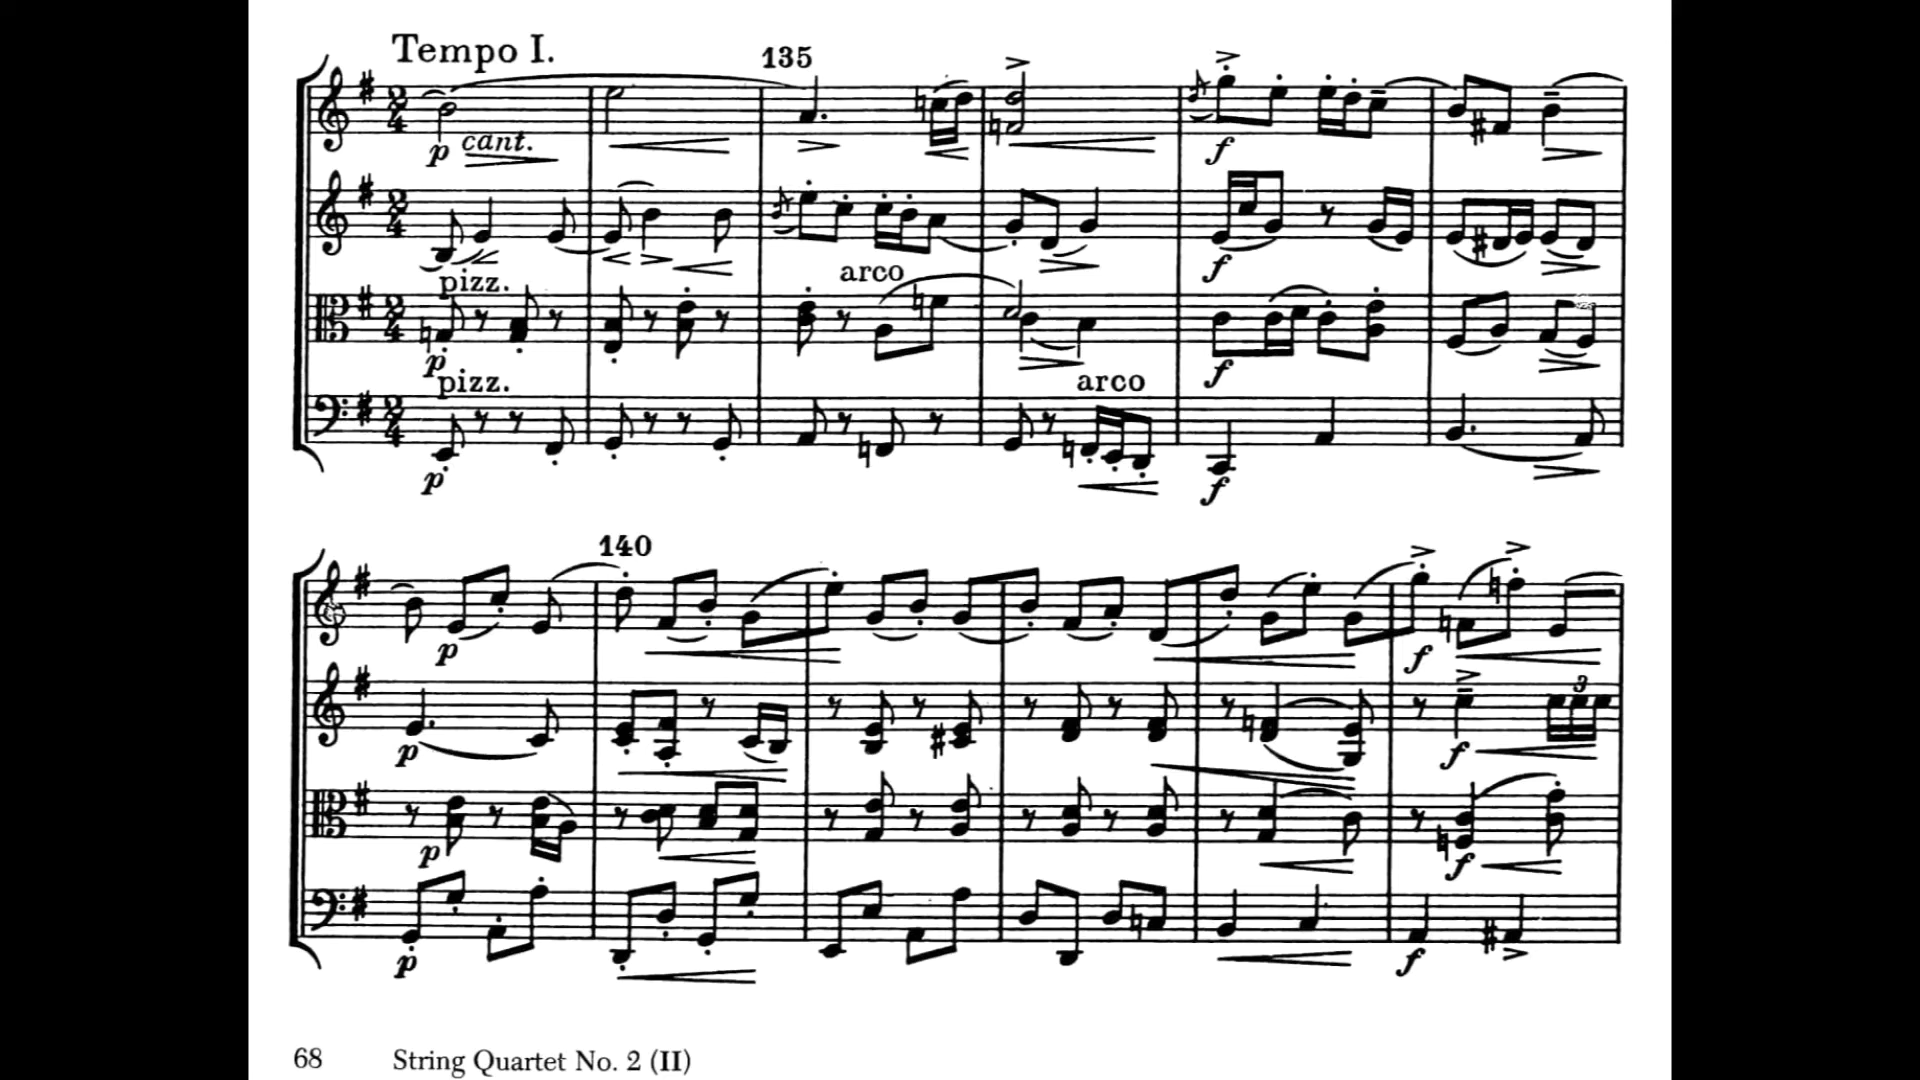 Tempo I.
135
p cant.
f
f
pizz.
arco
p
f
pizz.
arco
p
f
140
p
f
3
p
f
p
f
p
f
68 String Quartet No. 2 (II)